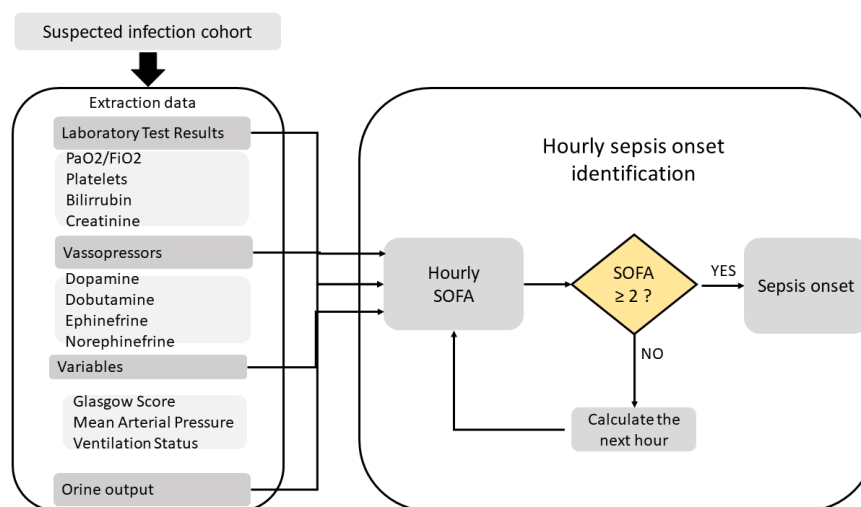 Suspected infection cohort
Extraction data
Laboratory Test Results
PaO2/FiO2
Platelets
Bilirrubin
Creatinine
Vassopressors
Dopamine
Dobutamine
Ephinefrine
Norephinefrine
Variables
Glasgow Score
Mean Arterial Pressure
Ventilation Status
Orine output
Hourly sepsis onset
identification
Hourly
SOFA
SOFA
≥ 2 ?
YES
Sepsis onset
NO
Calculate the
next hour